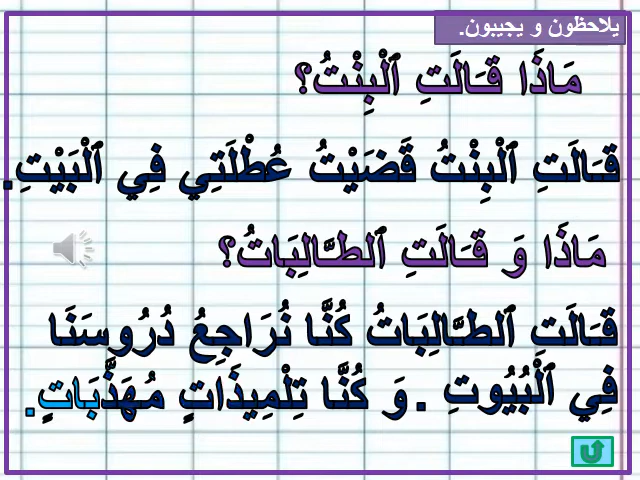 يلاحظون و يجيبون.
مَاذَا قَالَتِ ٱلْبِنْتُ؟
قَالَتِ ٱلْبِنْتُ قَضَيْتُ عُطْلَتِي فِي ٱلْبَيْتِ.
مَاذَا وَ قَالَتِ ٱلطَّالِبَاتُ؟
قَالَتِ ٱلطَّالِبَاتُ كُنَّا نُرَاجِعُ دُرُوسَنَا
فِي ٱلْبُيُوتِ . وَ كُنَّا تِلْمِيذَاتٍ مُهَذَّبَاتٍ.